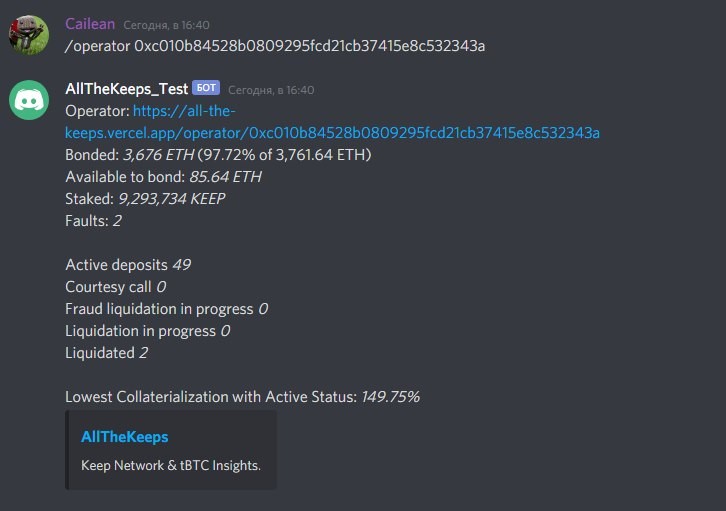 Cailean Сегодня, в 16:40
/operator 0xc010b84528b0809295fcd21cb37415e8c532343a
AllTheKeeps_Test БОТ Сегодня, в 16:40
Operator: https://all-the-
keeps.vercel.app/operator/0xc010b84528b0809295fcd21cb37415e8c532343a
Bonded: 3,676 ETH (97.72% of 3,761.64 ETH)
Available to bond: 85.64 ETH
Staked: 9,293,734 KEEP
Faults: 2
Active deposits 49
Courtesy call 0
Fraud liquidation in progress 0
Liquidation in progress 0
Liquidated 2
Lowest Collaterialization with Active Status: 149.75%
AllTheKeeps
Keep Network & tBTC Insights.